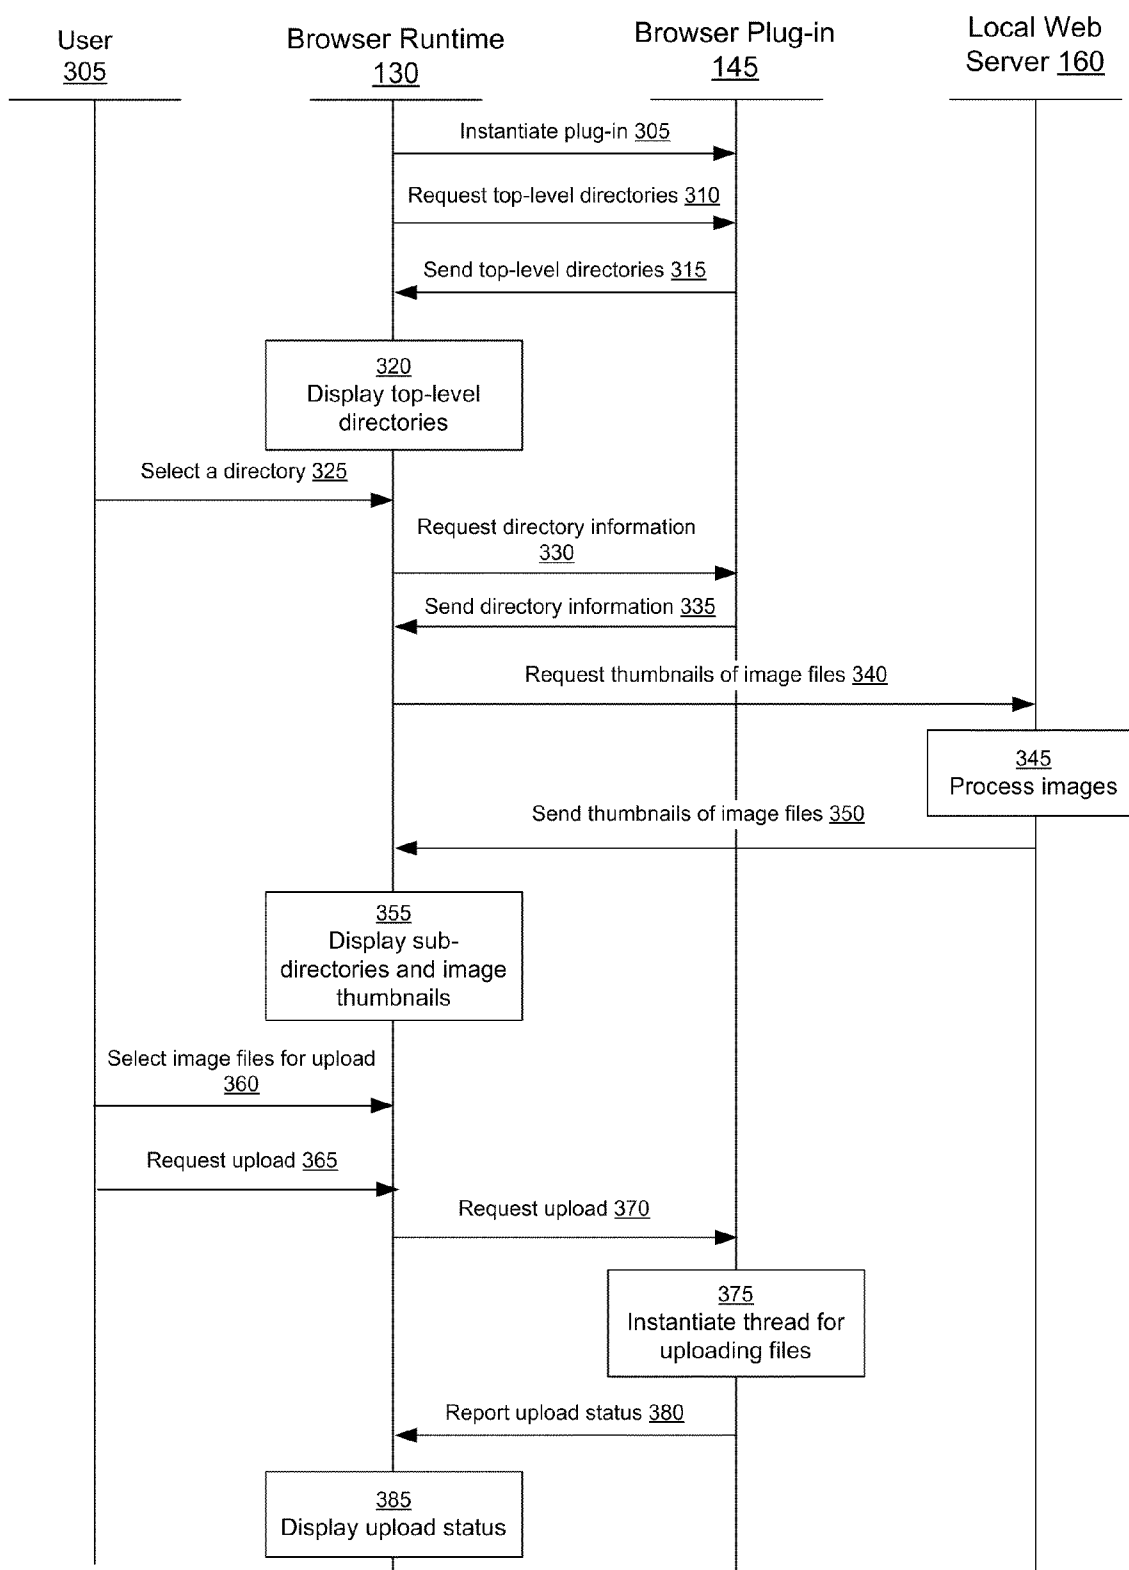 User
305
Browser Runtime
130
Browser Plug-in
145
Local Web
Server 160
Instantiate plug-in 305
Request top-level directories 310
Send top-level directories 315
320
Display top-level
directories
Select a directory 325
Request directory information
330
Send directory information 335
Request thumbnails of image files 340
345
Process images
Send thumbnails of image files 350
355
Display sub-
directories and image
thumbnails
Select image files for upload
360
Request upload 365
Request upload 370
375
Instantiate thread for
uploading files
Report upload status 380
385
Display upload status